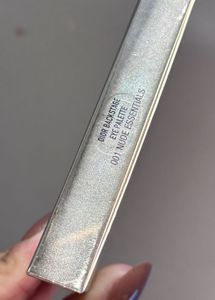 DIOR BACKSTAGE
EYE PALETTE
001 NUDE ESSENTIALS